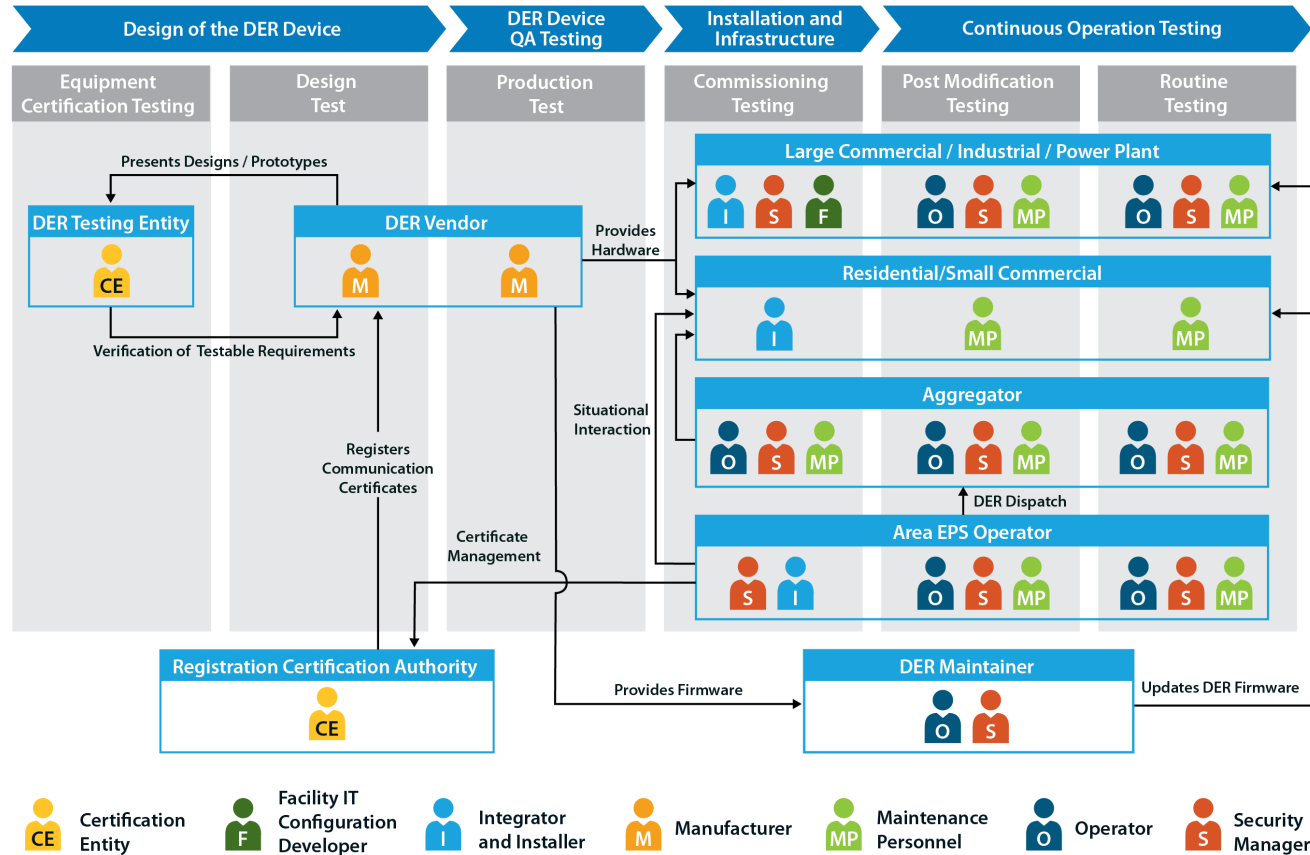 Design of the DER Device
DER Device
QA Testing
Installation and
Infrastructure
Continuous Operation Testing
Equipment
Certification Testing
Design
Test
Production
Test
Commissioning
Testing
Post Modification
Testing
Routine
Testing
Presents Designs / Prototypes
DER Testing Entity
CE
DER Vendor
M
M
Verification of Testable Requirements
Provides
Hardware
Large Commercial / Industrial / Power Plant
I S F O S MP O S MP
Residential/Small Commercial
I MP MP
Situational
Interaction
Aggregator
O S MP O S MP O S MP
DER Dispatch
Registers
Communication
Certificates
Certificate
Management
Area EPS Operator
S I O S MP O S MP
Registration Certification Authority
CE
Provides Firmware
DER Maintainer
O S
Updates DER Firmware
CE
Certification
Entity
F
Facility IT
Configuration
Developer
I
Integrator
and Installer
M
Manufacturer
MP
Maintenance
Personnel
O
Operator
S
Security
Manager